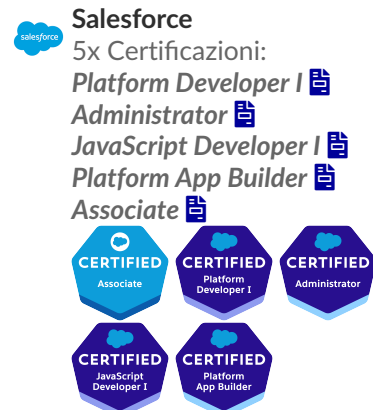 salesforce
Salesforce
5x Certificazioni:
Platform Developer I
Administrator
JavaScript Developer I
Platform App Builder
Associate
CERTIFIED
Associate
CERTIFIED
Platform
Developer I
CERTIFIED
Administrator
CERTIFIED
JavaScript
Developer I
CERTIFIED
Platform
App Builder